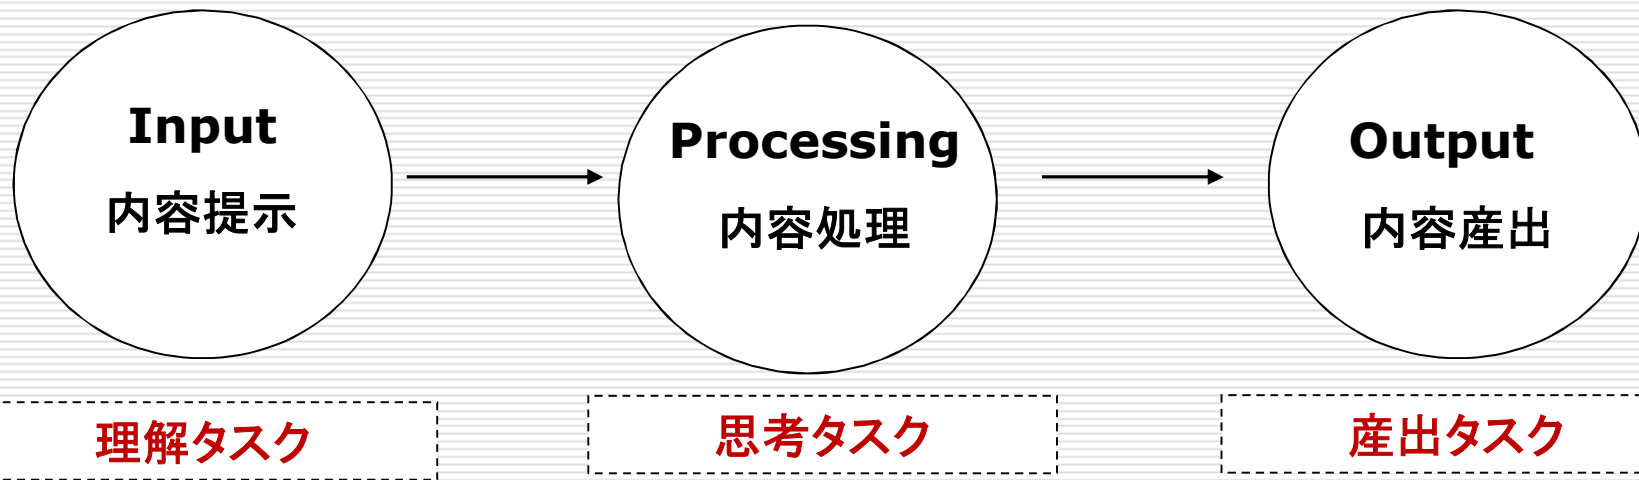 Input
内容提示
Processing
内容処理
Output
内容産出
理解タスク
思考タスク
産出タスク